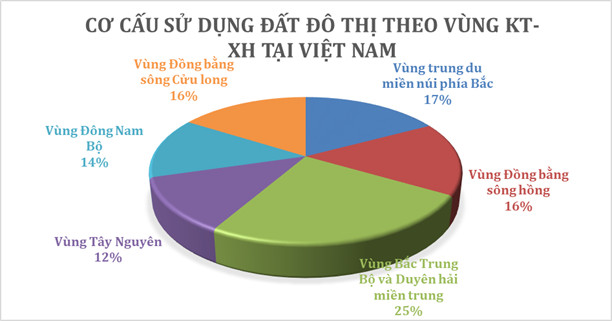 CƠ CẤU SỬ DỤNG ĐẤT ĐÔ THỊ THEO VÙNG KT-
XH TẠI VIỆT NAM
Vùng Đồng bằng
sông Cửu long
16%
Vùng trung du
miền núi phía Bắc
17%
Vùng Đông Nam
Bộ
14%
Vùng Đồng bằng
sông hồng
16%
Vùng Tây Nguyên
12%
Vùng Bắc Trung
Bộ và Duyên hải
miền trung
25%